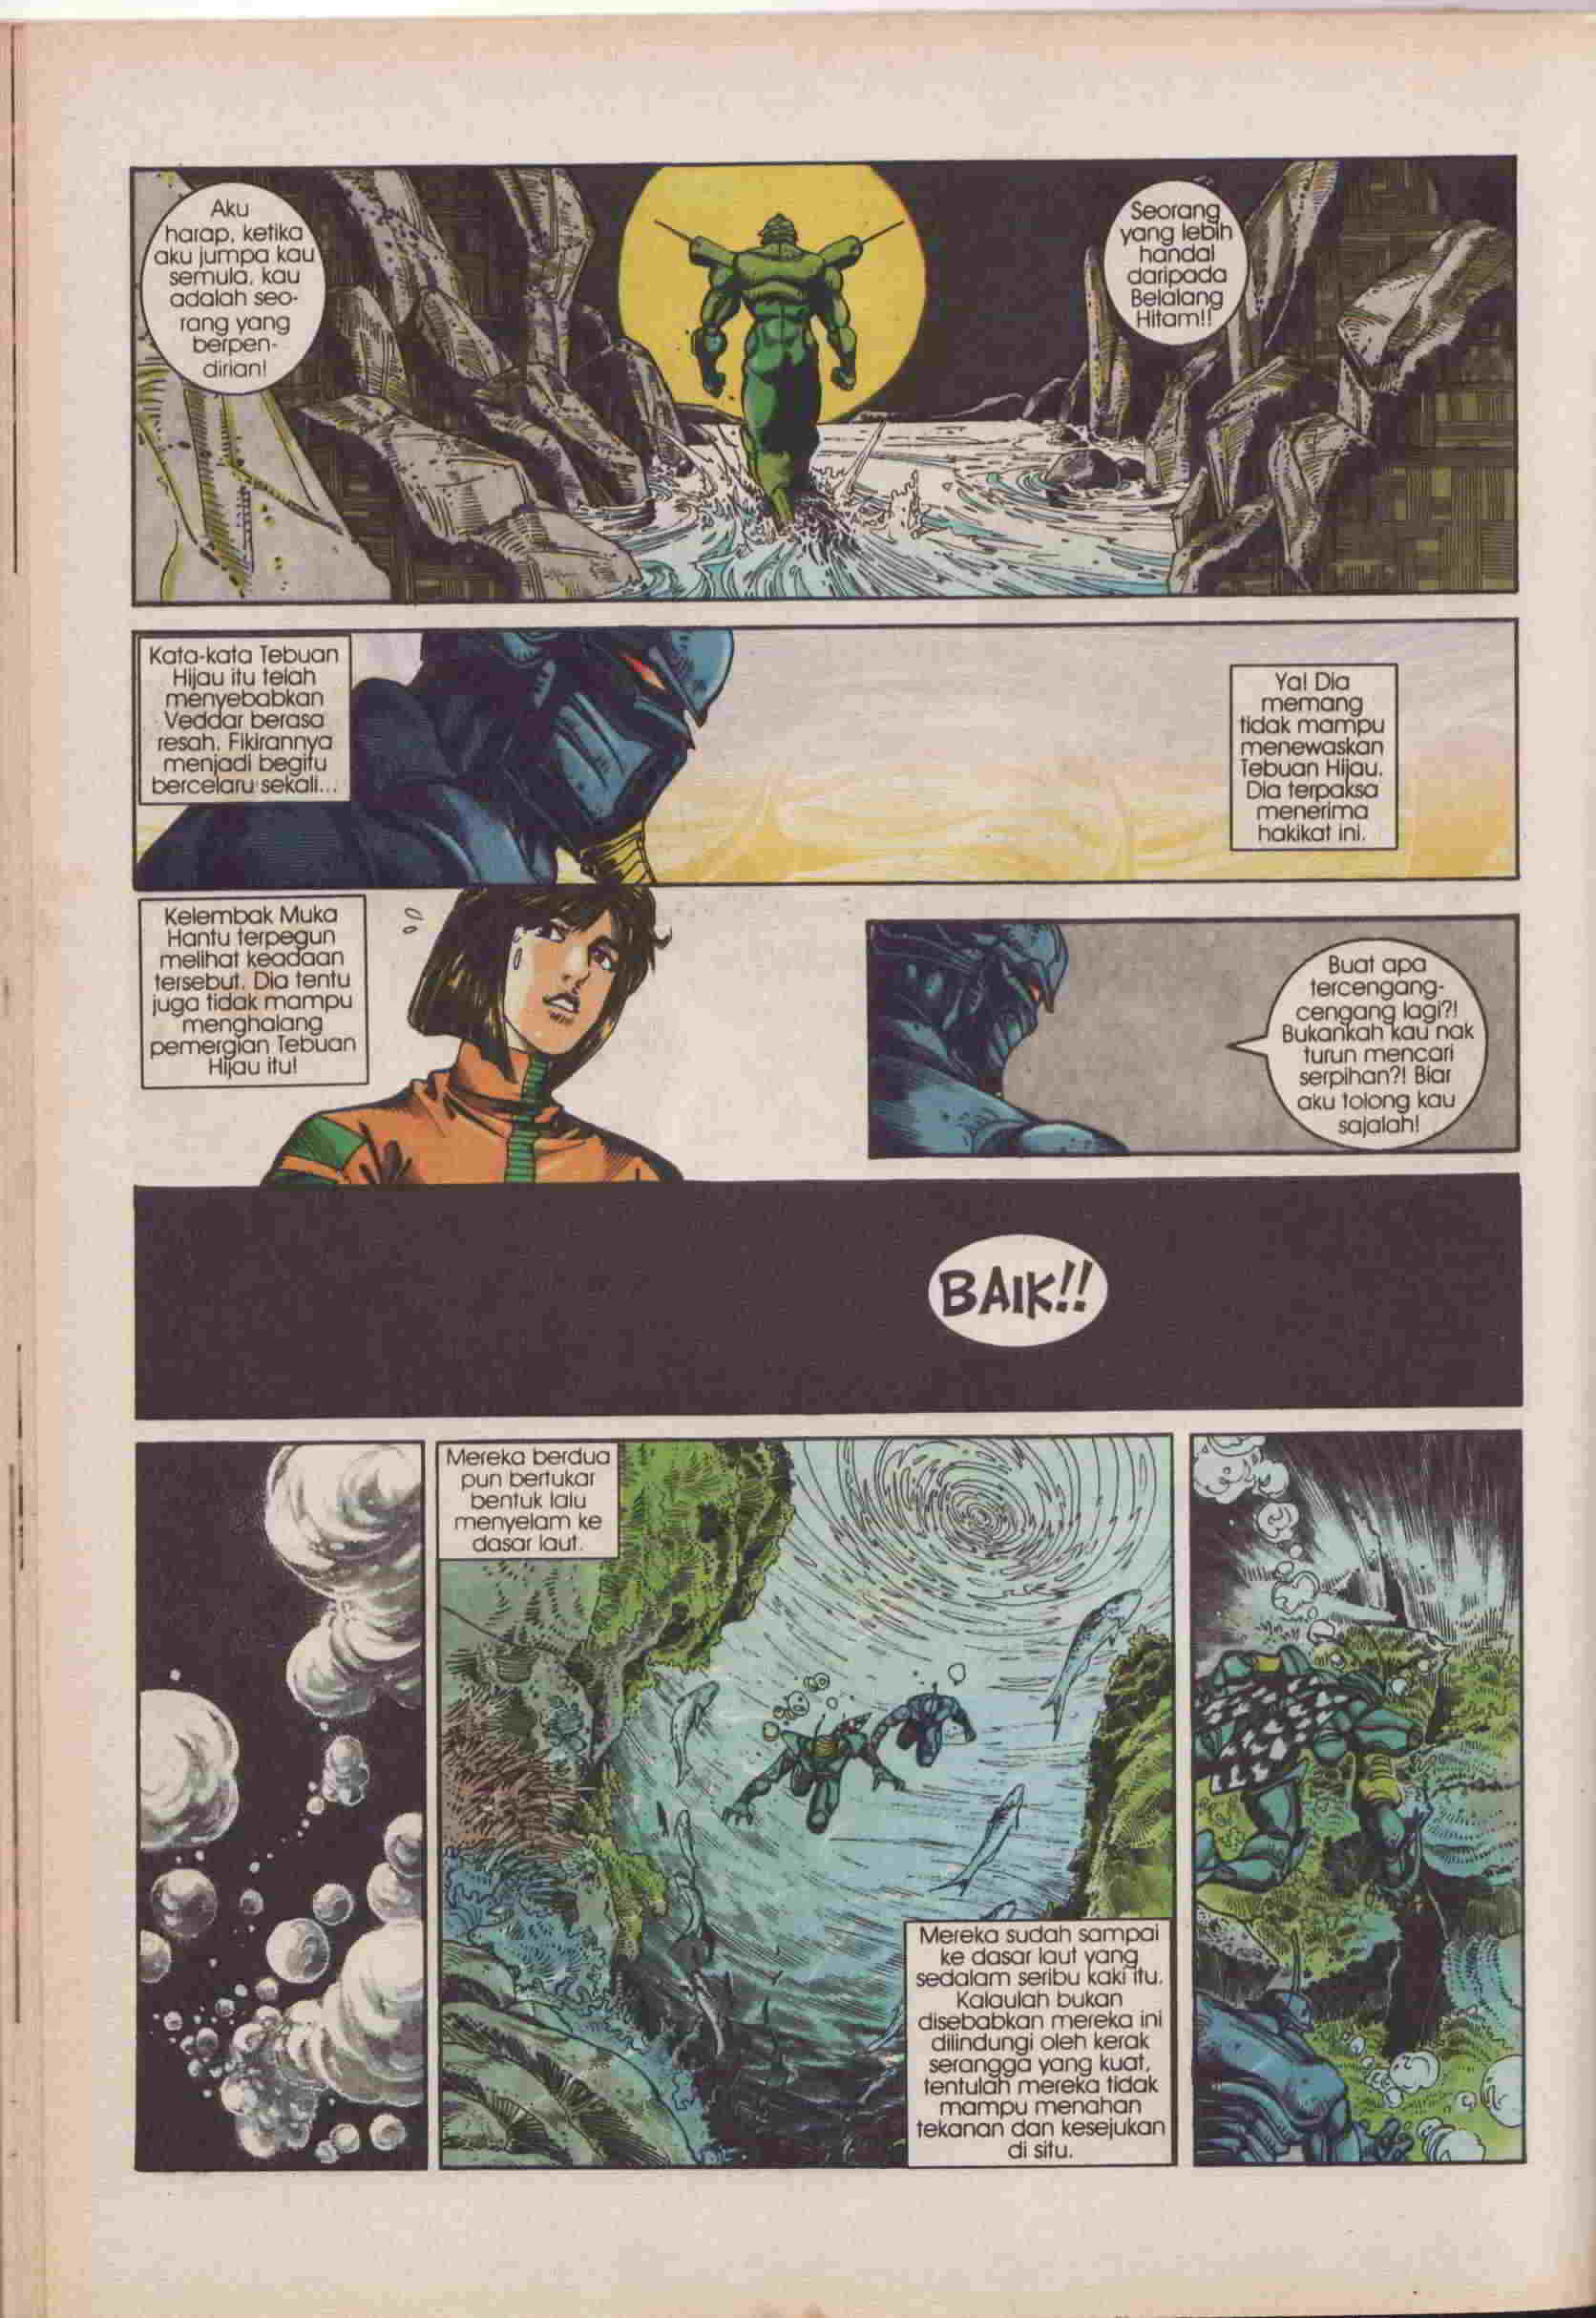 Aku
harap, ketika
aku jumpa kau
semula, kau
adalah seo-
rang yang
berpen-
dirian!
Seorang
yang lebih
handal
daripada
Belalang
Hitam!!
Kata-kata Tebuan
Hijau itu telah
menyebabkan
Veddar berasa
resah. Fikirannya
menjadi begitu
bercelaru sekali...
Ya! Dia
memang
tidak mampu
menewaskan
Tebuan Hijau.
Dia terpaksa
menerima
hakikat ini.
Kelembak Muka
Hantu terpegun
melihat keadaan
tersebut. Dia tentu
juga tidak mampu
menghalang
pemergian Tebuan
Hijau itu!
Buat apa
tercengang-
cengang lagi?!
Bukankah kau nak
turun mencari
serpihan?! Biar
aku tolong kau
sajalah!
BAIK!!
Mereka berdua
pun bertukar
bentuk lalu
menyelam ke
dasar laut.
Mereka sudah sampai
ke dasar laut yang
sedalam seribu kaki itu.
Kalaulah bukan
disebabkan mereka ini
dilindungi oleh kerak
serangga yang kuat,
tentulah mereka tidak
mampu menahan
tekanan dan kesejukan
di situ.